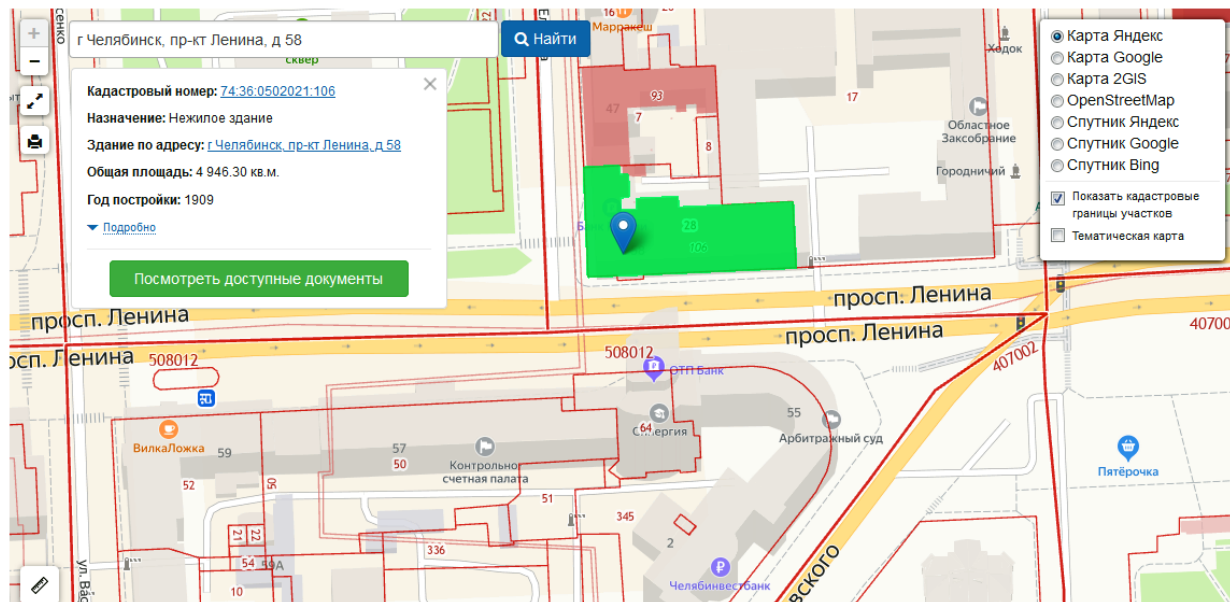 г Челябинск, пр-кт Ленина, д 58
Найти
Кадастровый номер: 74:36:0502021:106
Назначение: Нежилое здание
Здание по адресу: г Челябинск, пр-кт Ленина, д 58
Общая площадь: 4 946.30 кв.м.
Год постройки: 1909
Подробно
Посмотреть доступные документы
Карта Яндекс
Карта Google
Карта 2GIS
OpenStreetMap
Спутник Яндекс
Спутник Google
Спутник Bing
Показать кадастровые
границы участков
Тематическая карта
16
22
Марракеш
сквер
Ходок
93
47
7
17
8
Областное
Заксобрание
Городничий
28
106
просп. Ленина
просп. Ленина
просп. Ленина
508012
508012
407002
ОТП Банк
ВилкаЛожка
59
57
50
Контрольно
счетная палата
Синергия
64
55
Арбитражный суд
Пятёрочка
52
50
51
345
21
22
336
2
54
59А
10
Челябинвестбанк